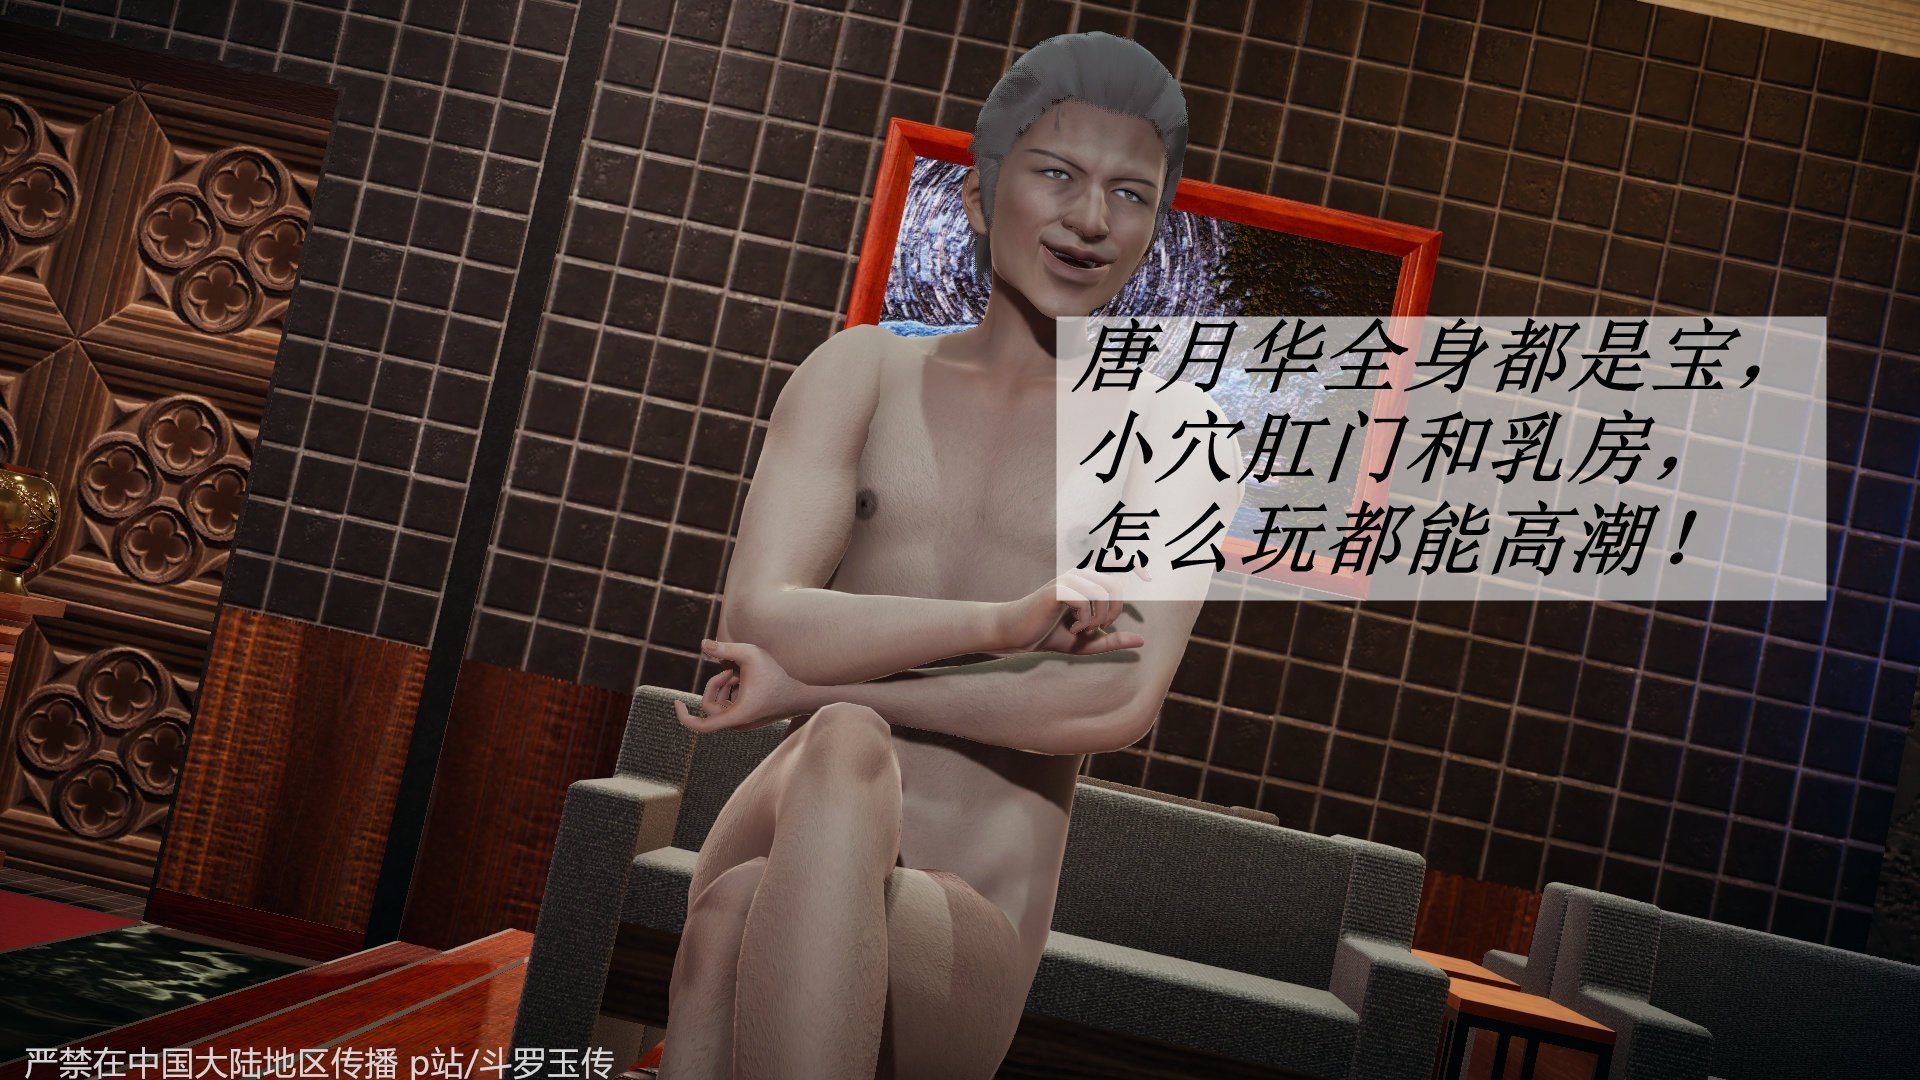 唐月华全身都是宝，
小穴肛门和乳房，
怎么玩都能高潮！
严禁在中国大陆地区传播 p站/斗罗玉传